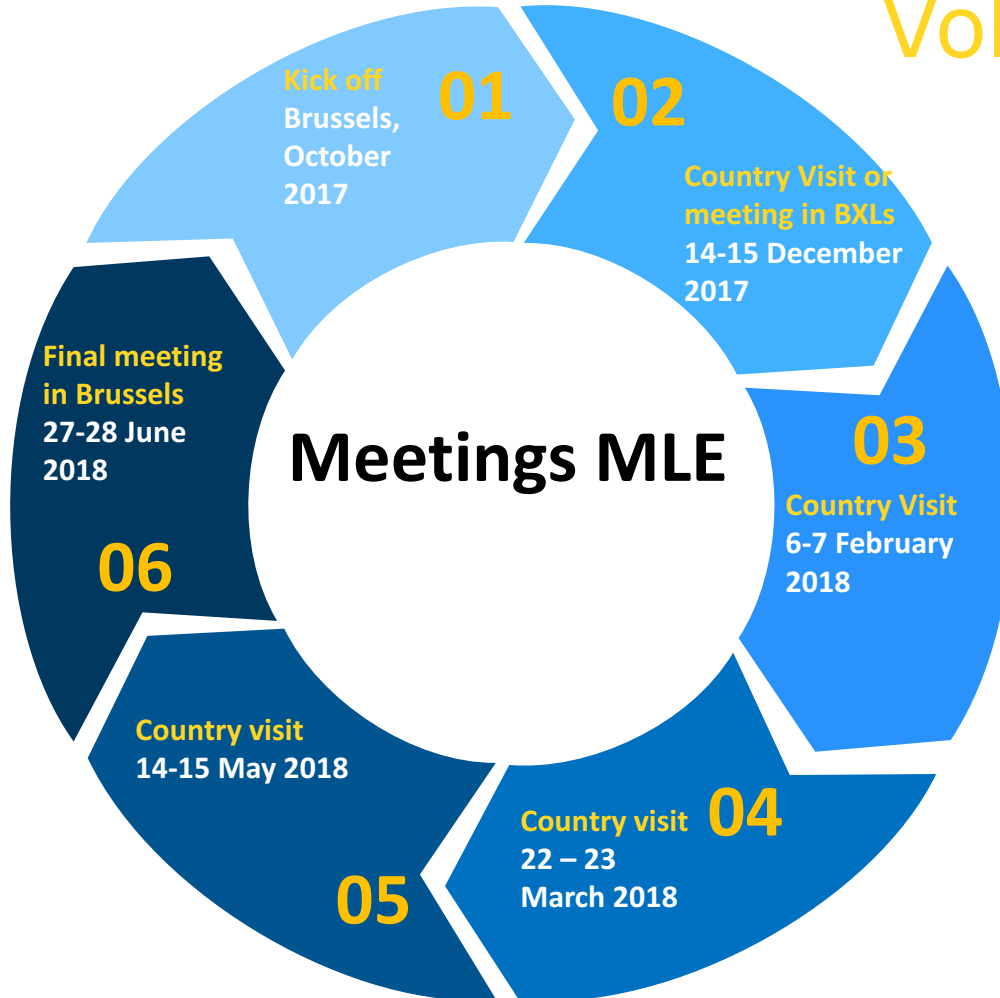 Meetings MLE
01
Kick off
Brussels,
October
2017
02
Country Visit or
meeting in BXLs
14-15 December
2017
03
Country Visit
6-7 February
2018
04
Country visit
22 – 23
March 2018
05
Country visit
14-15 May 2018
06
Final meeting
in Brussels
27-28 June
2018